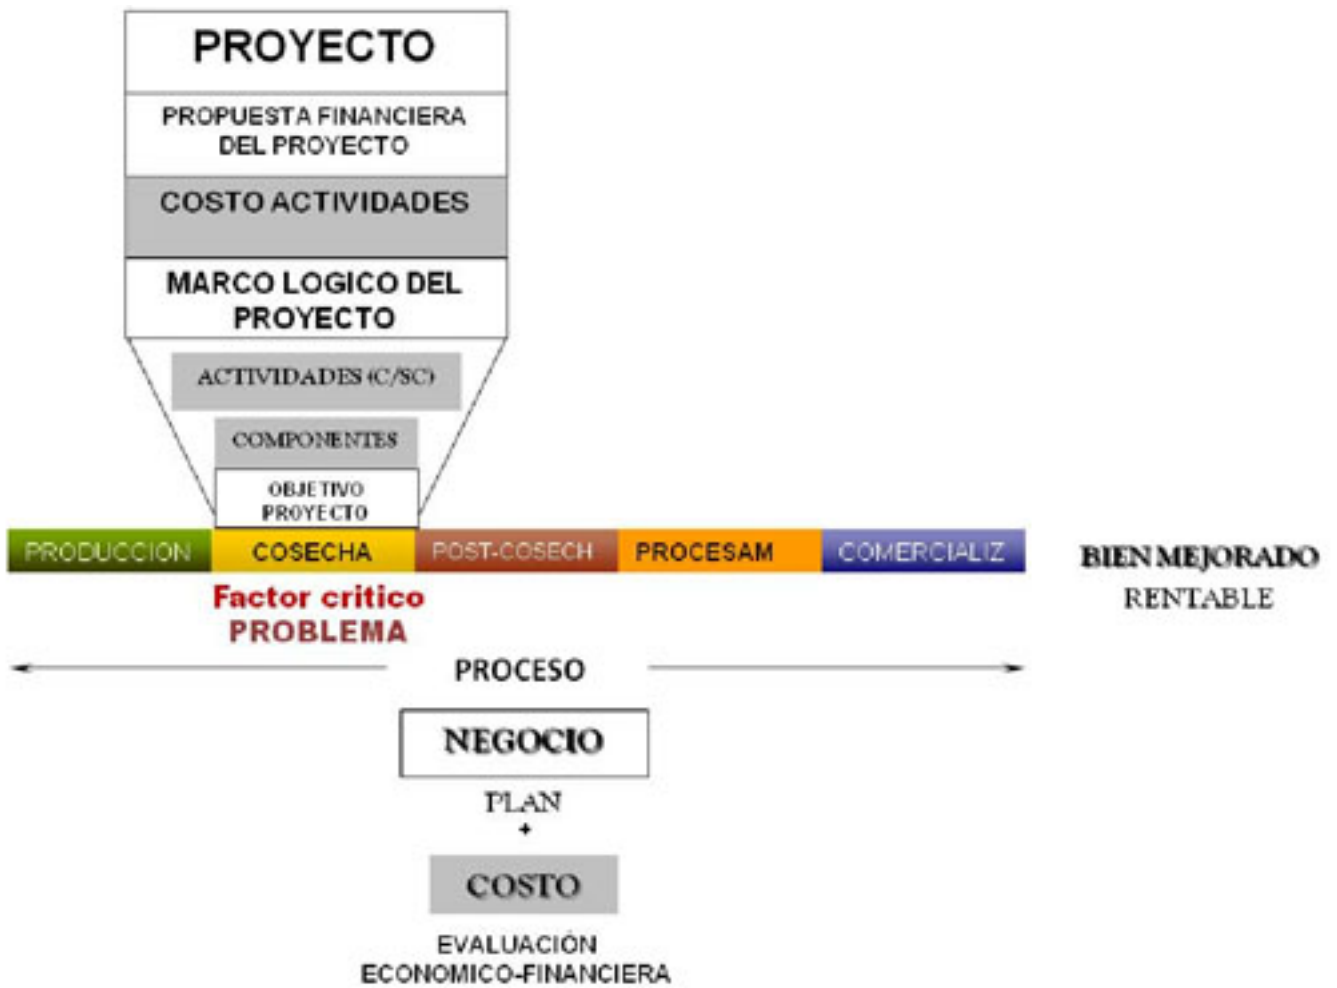 PROYECTO
PROPUESTA FINANCIERA
DEL PROYECTO
COSTO ACTIVIDADES
MARCO LOGICO DEL
PROYECTO
ACTIVIDADES (C/SC)
COMPONENTES
OBJETIVO
PROYECTO
PRODUCCION COSECHA POST-COSECH PROCESAM COMERCIALIZ
BIEN MEJORADO
RENTABLE
Factor critico
PROBLEMA
PROCESO
NEGOCIO
PLAN
+
COSTO
EVALUACIÓN
ECONOMICO-FINANCIERA